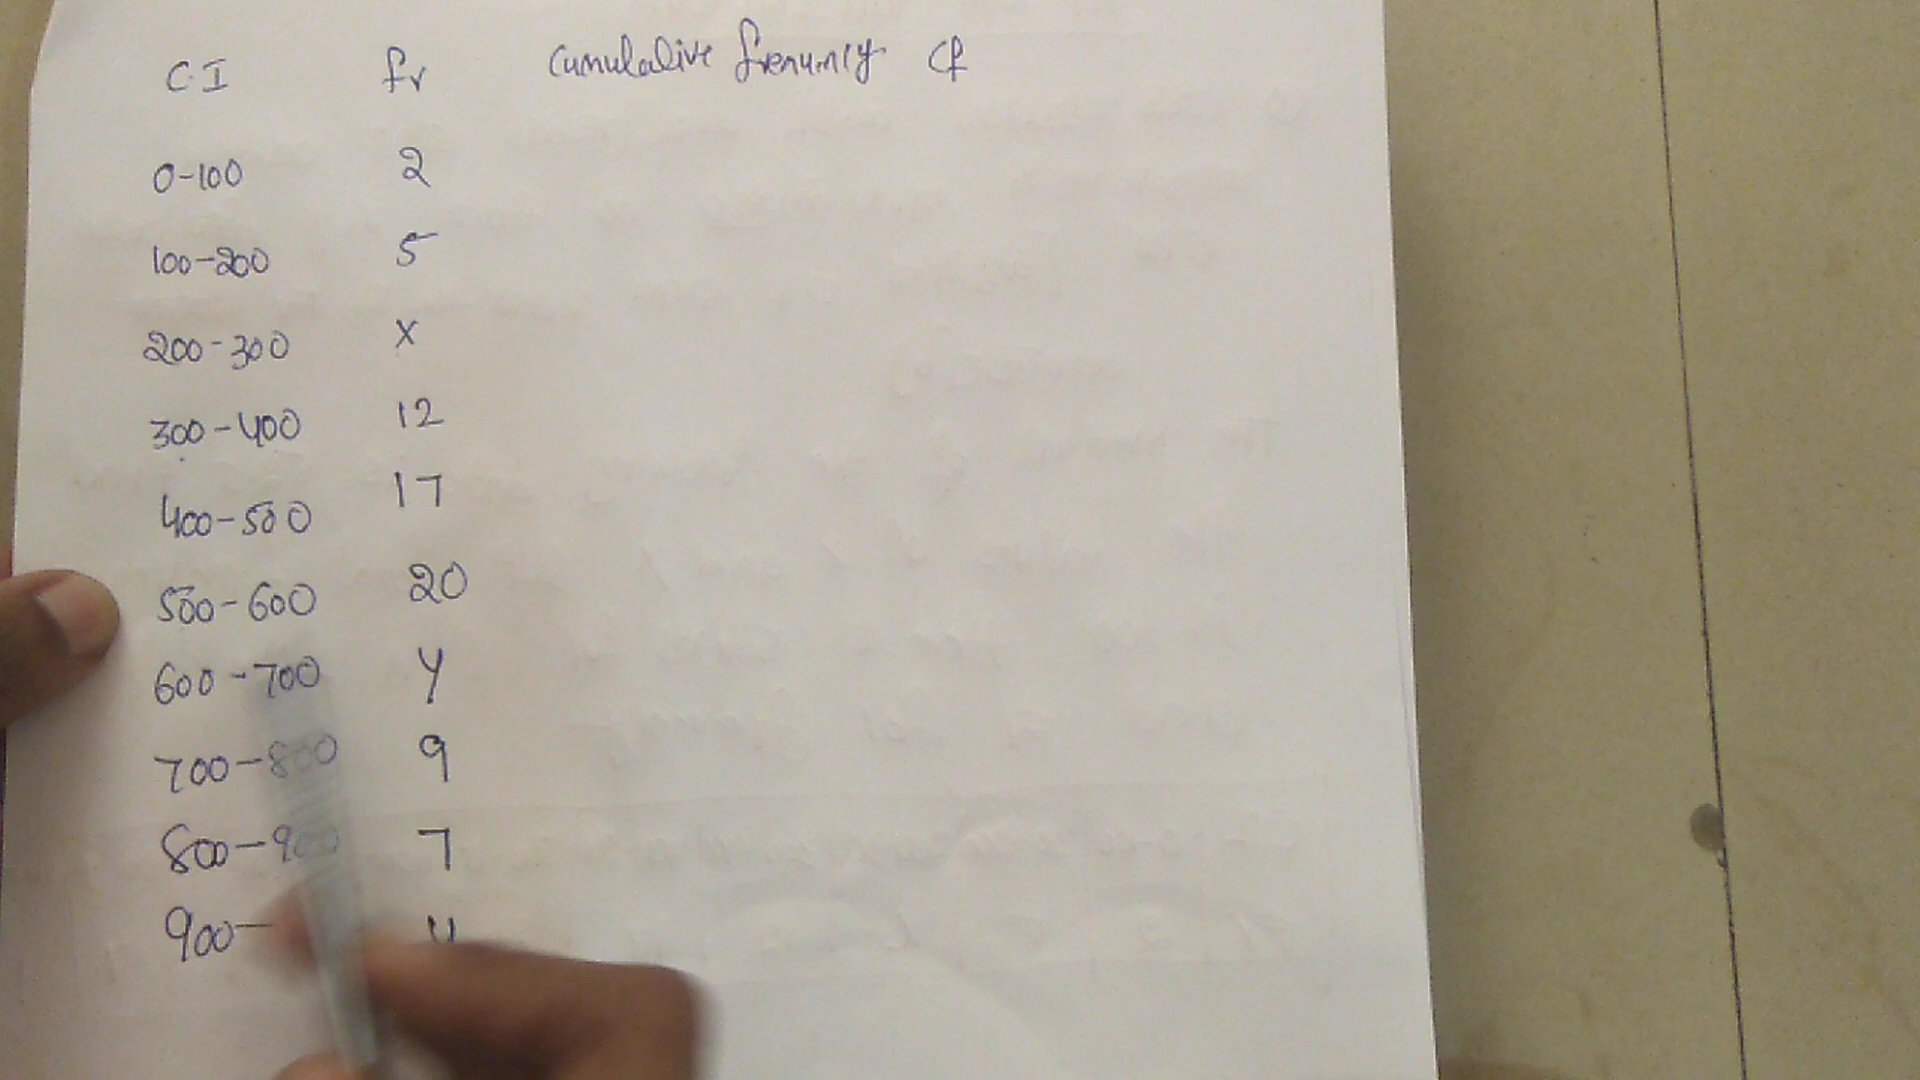 C.I fr Cumulative frenumcy Cf
0-100 2
100-200 5
200-300 x
300-400 12
400-500 17
500-600 20
600-700 y
700-800 9
800-900 7
900-